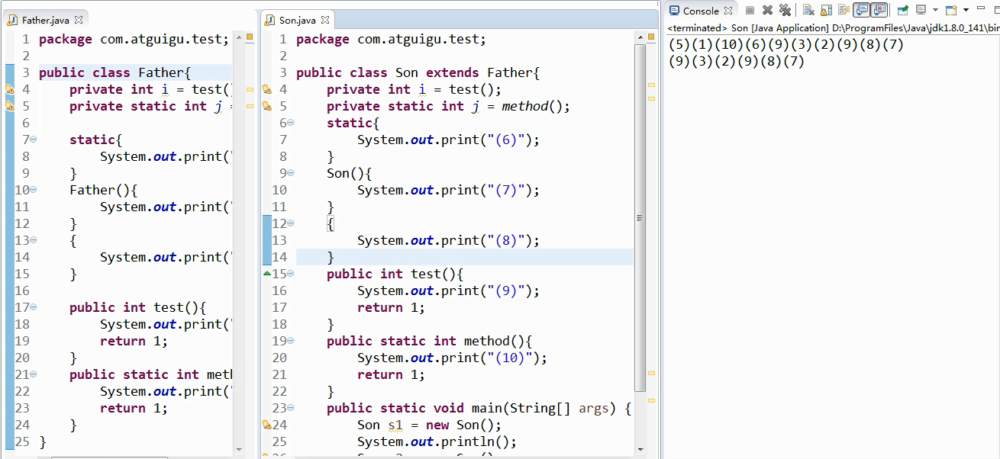 Father.java
1 package com.atguigu.test;
2
3 public class Father{
4 private int i = test()
5 private static int j =
6
7 static{
8 System.out.print("
9 }
10 Father(){
11 System.out.print("
12 }
13 {
14 System.out.print("
15 }
16
17 public int test(){
18 System.out.print("
19 return 1;
20 }
21 public static int meth
22 System.out.print("
23 return 1;
24 }
25 }
Son.java
1 package com.atguigu.test;
2
3 public class Son extends Father{
4 private int i = test();
5 private static int j = method();
6 static{
7 System.out.print("(6)");
8 }
9 Son(){
10 System.out.print("(7)");
11 }
12 {
13 System.out.print("(8)");
14 }
15 public int test(){
16 System.out.print("(9)");
17 return 1;
18 }
19 public static int method(){
20 System.out.print("(10)");
21 return 1;
22 }
23 public static void main(String[] args) {
24 Son s1 = new Son();
25 System.out.println();
Console
<terminated> Son [Java Application] D:\ProgramFiles\Java\jdk1.8.0_141\bin
(5)(1)(10)(6)(9)(3)(2)(9)(8)(7)
(9)(3)(2)(9)(8)(7)